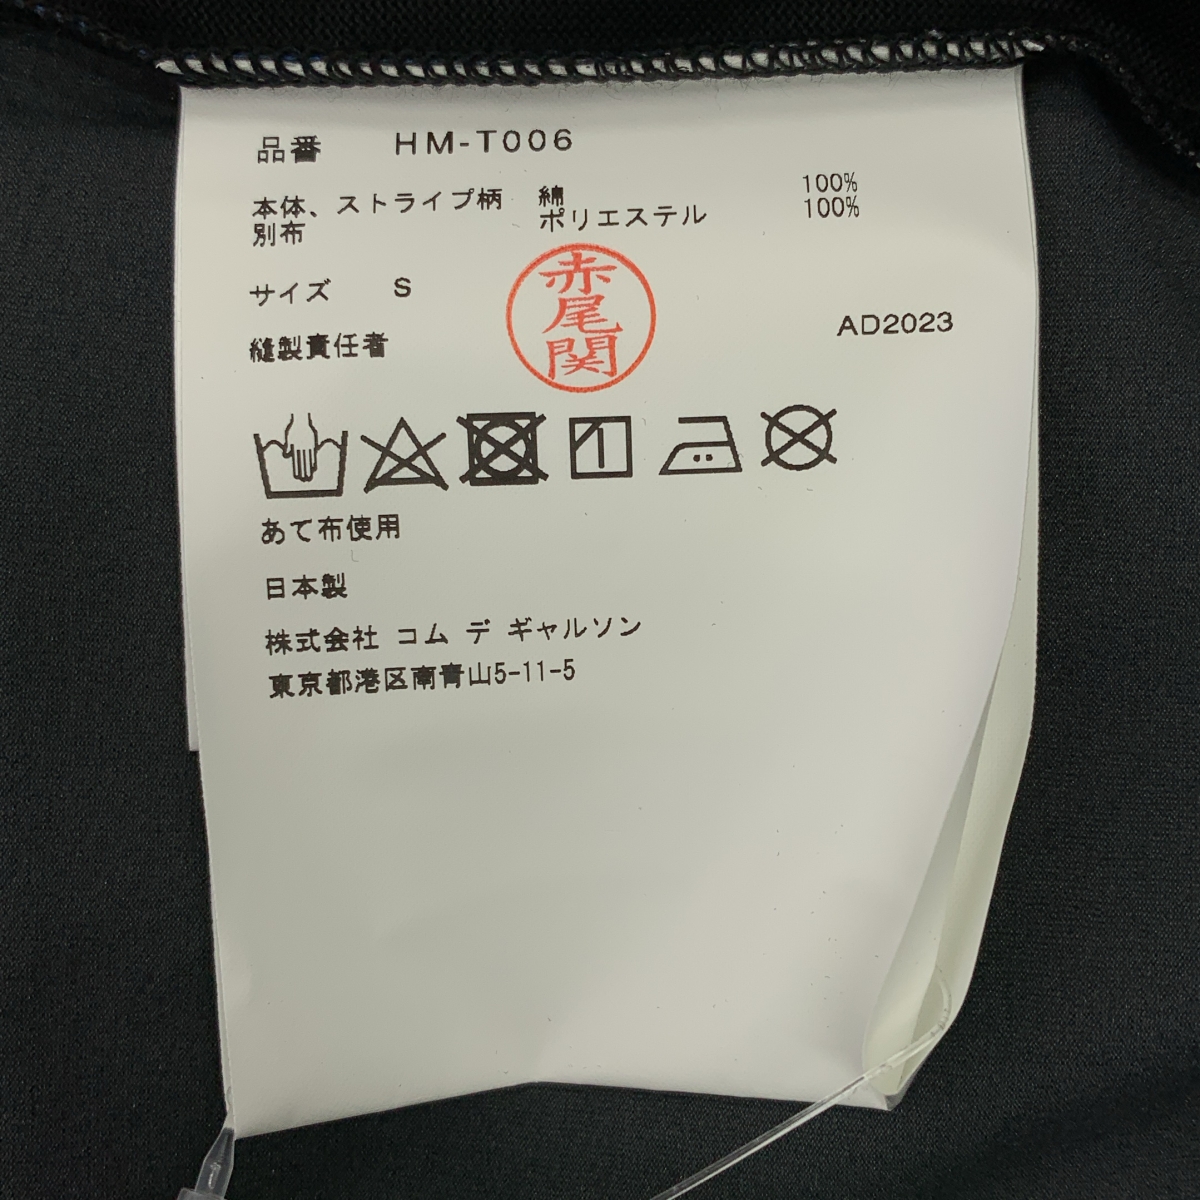 品番 HM-T006
本体、ストライプ柄 綿 100%
別布 ポリエステル 100%
サイズ S
赤尾関
AD2023
縫製責任者
あて布使用
日本製
株式会社 コム デ ギャルソン
東京都港区南青山5-11-5